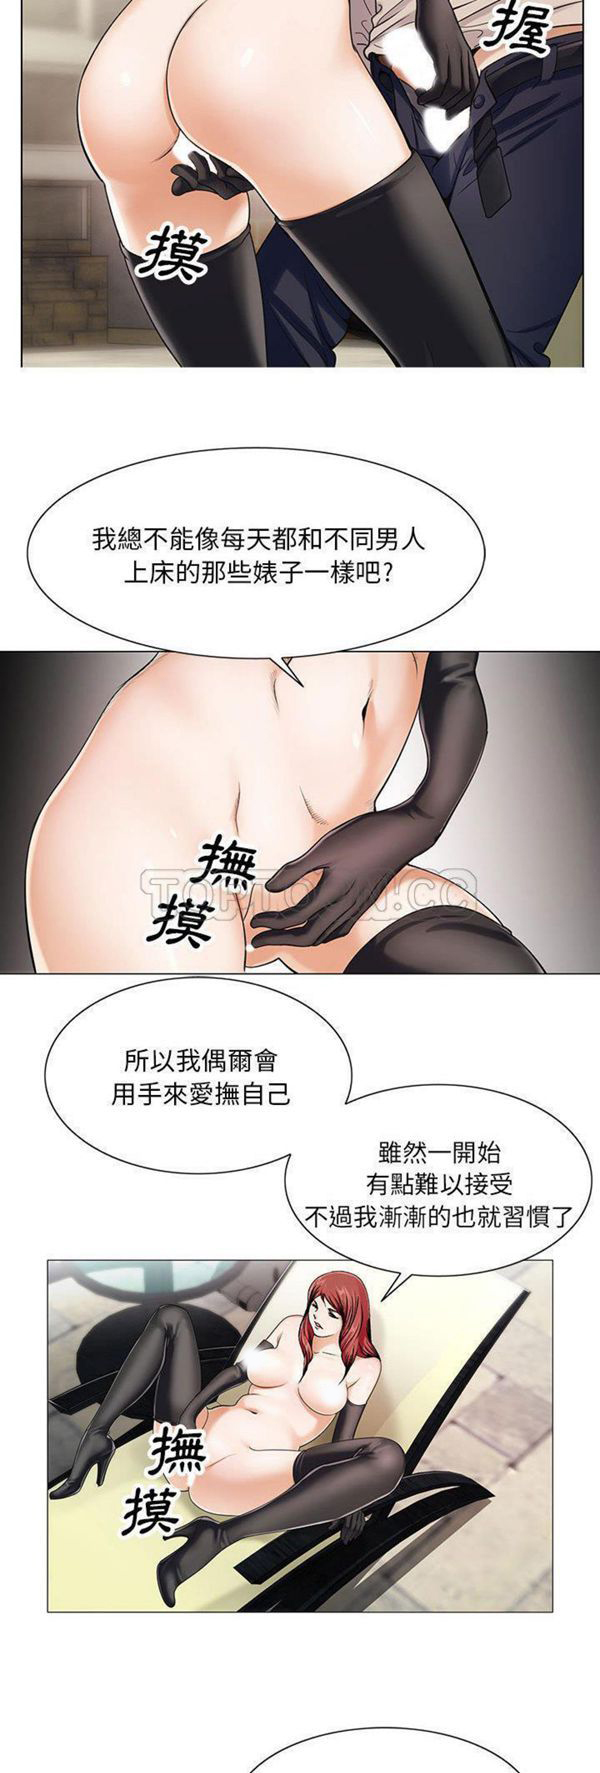 握
摸
我總不能像每天都和不同男人
上床的那些婊子一樣吧?
撫
摸
TOPTOON.CC
所以我偶爾會
用手來愛撫自己
雖然一開始
有點難以接受
不過我漸漸的也就習慣了
撫
摸